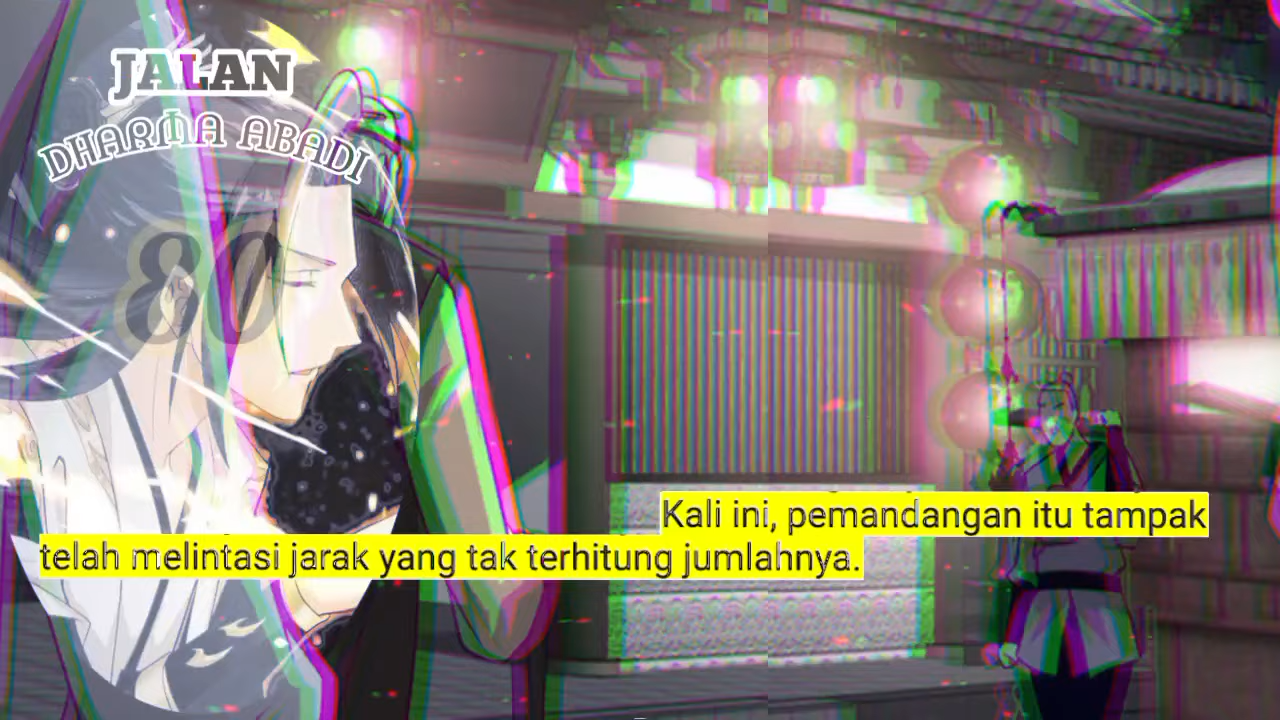 JALAN
DHARMA ABADI
80
Kali ini, pemandangan itu tampak
telah melintasi jarak yang tak terhitung jumlahnya.